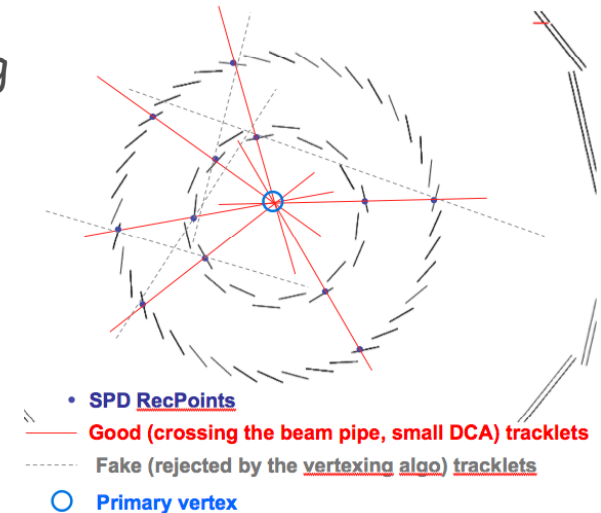 g
SPD RecPoints
Good (crossing the beam pipe, small DCA) tracklets
Fake (rejected by the vertexing algo) tracklets
Primary vertex